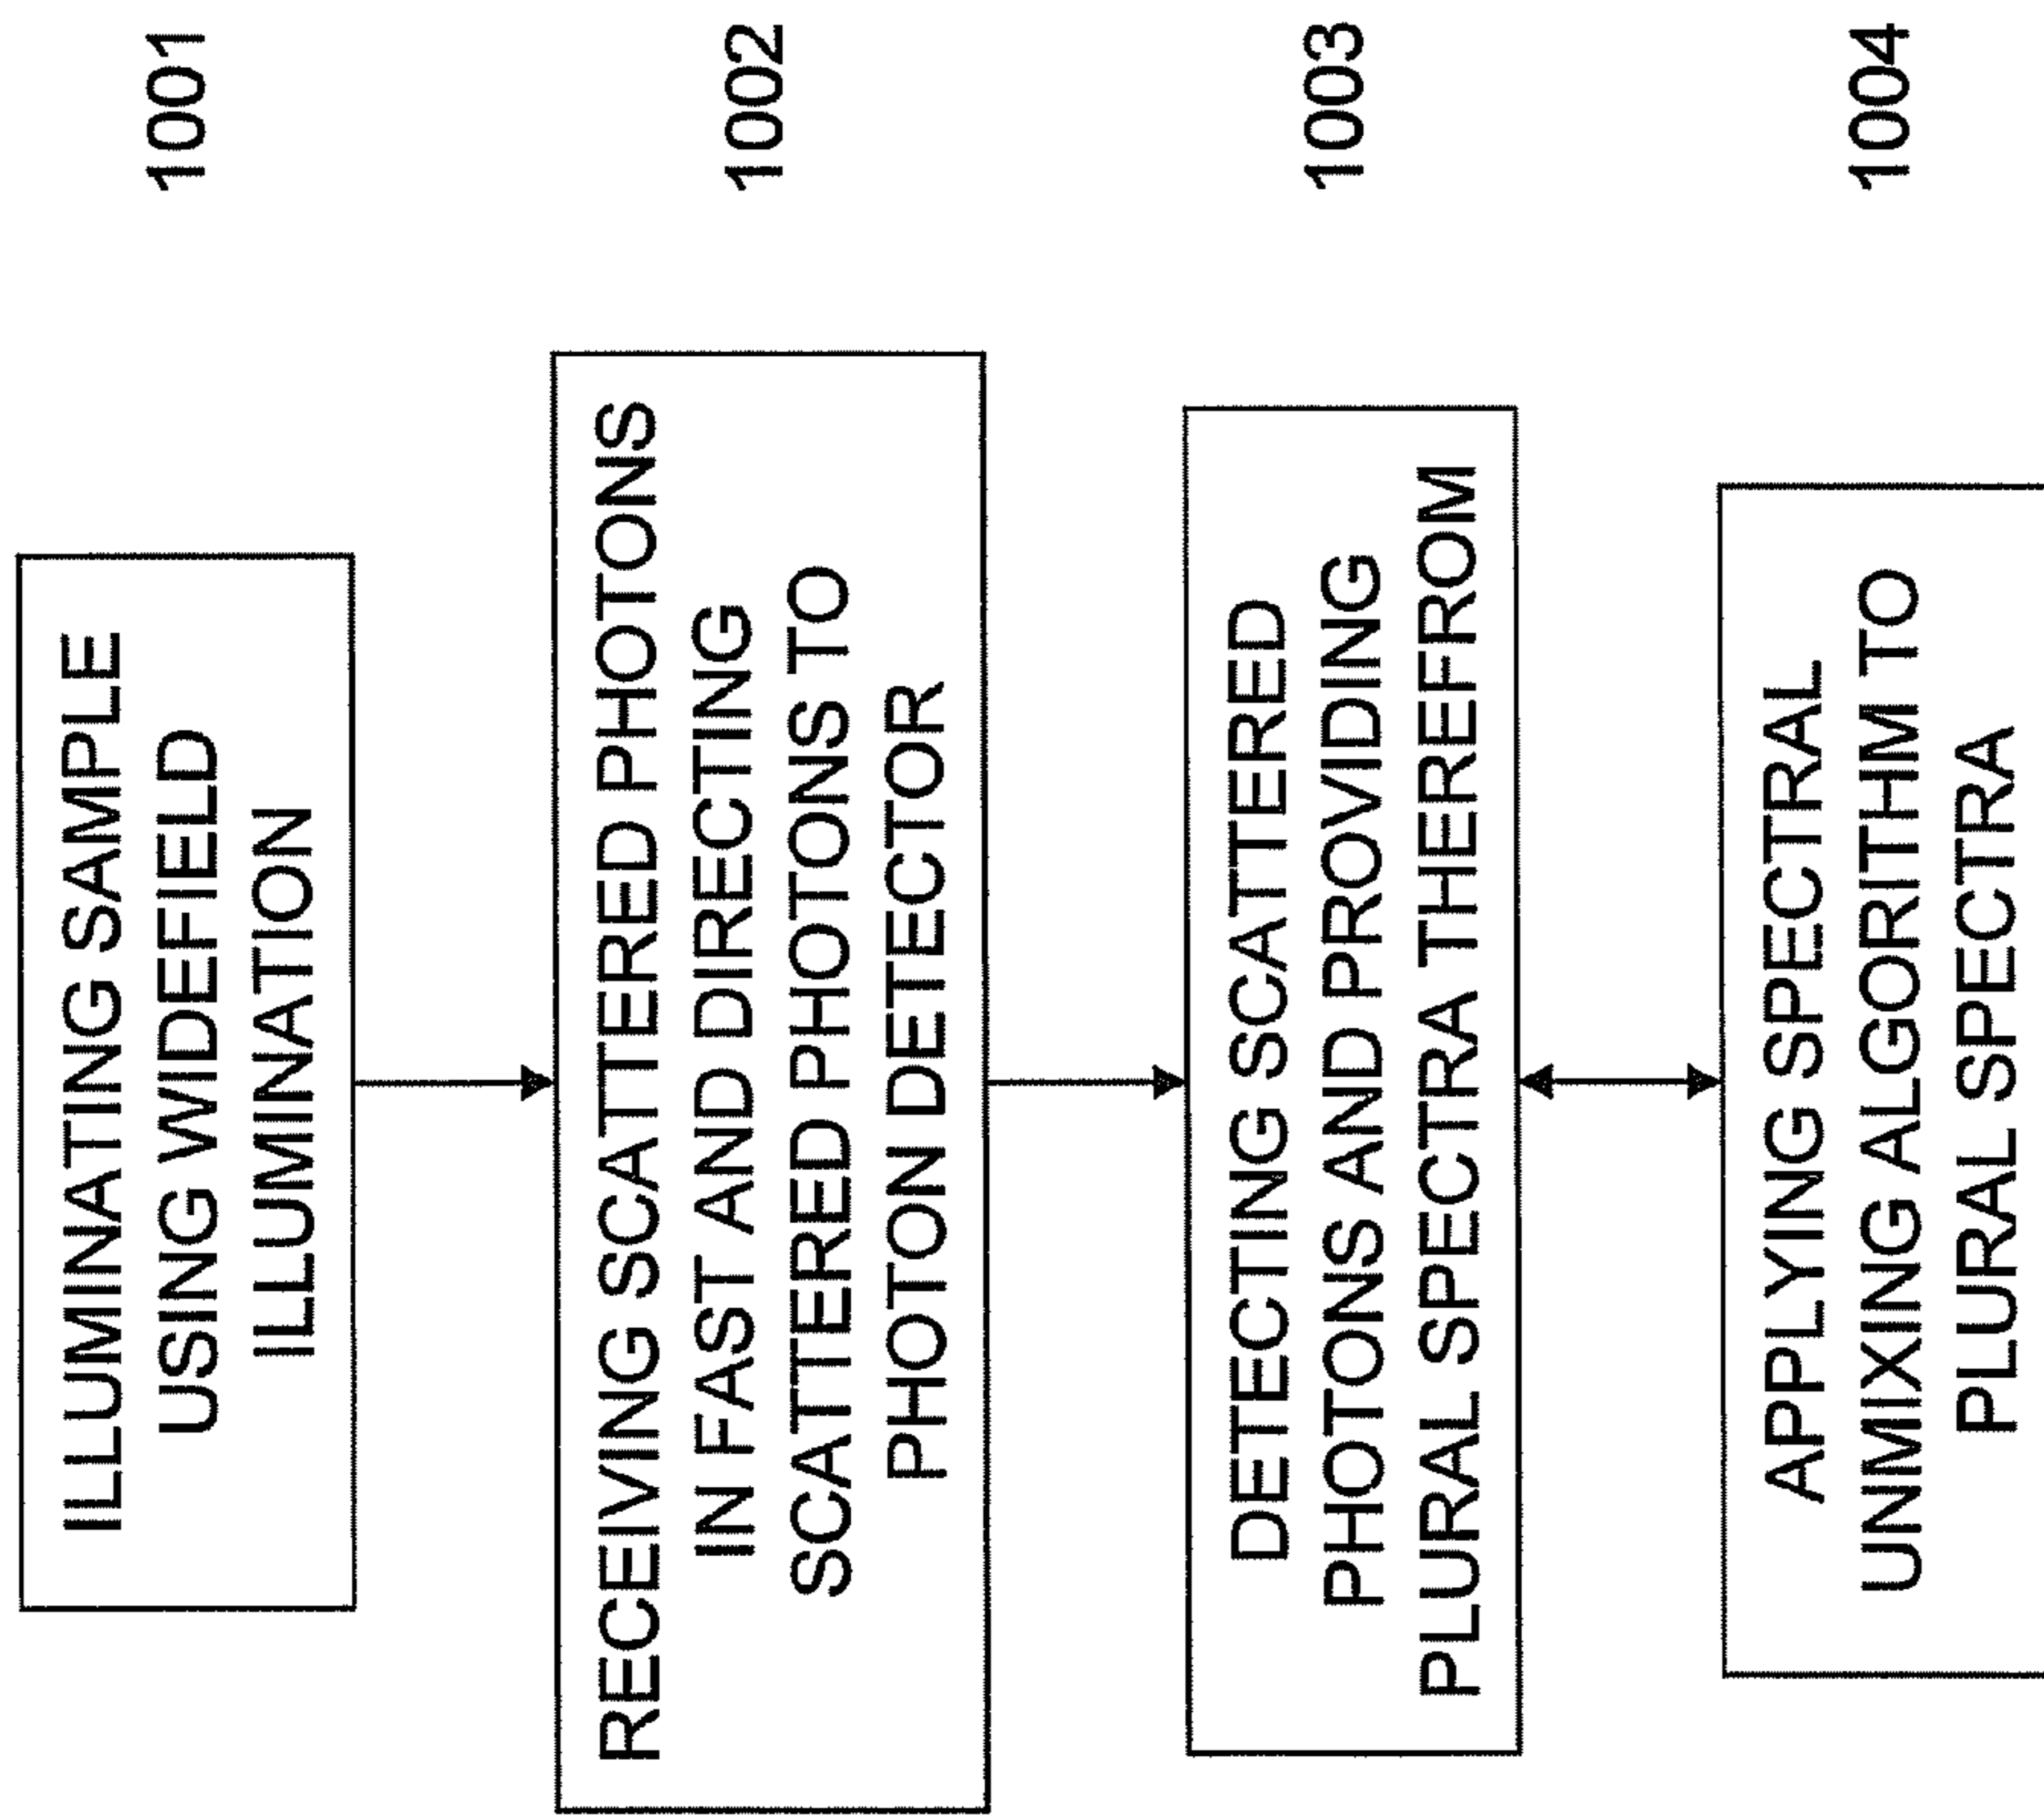 ILLUMINATING SAMPLE
USING WIDEFIELD
ILLUMINATION
1001
RECEIVING SCATTERED PHOTONS
IN FAST AND DIRECTING
SCATTERED PHOTONS TO
PHOTON DETECTOR
1002
DETECTING SCATTERED
PHOTONS AND PROVIDING
PLURAL SPECTRA THEREFROM
1003
APPLYING SPECTRAL
UNMIXING ALGORITHM TO
PLURAL SPECTRA
1004